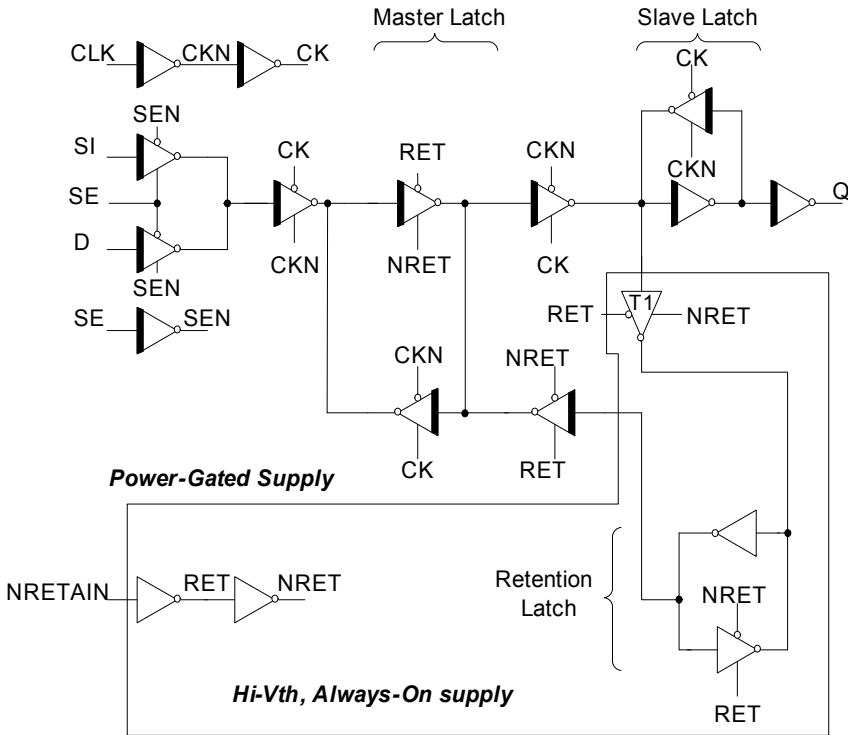 Master Latch
Slave Latch
CLK
CKN
CK
CK
SEN
SI
CK
RET
CKN
CKN
SE
Q
D
CKN
NRET
CK
SEN
SE
SEN
T1
RET
NRET
CKN
NRET
CK
RET
Power-Gated Supply
Retention
Latch
NRETAIN
RET
NRET
NRET
RET
Hi-Vth, Always-On supply